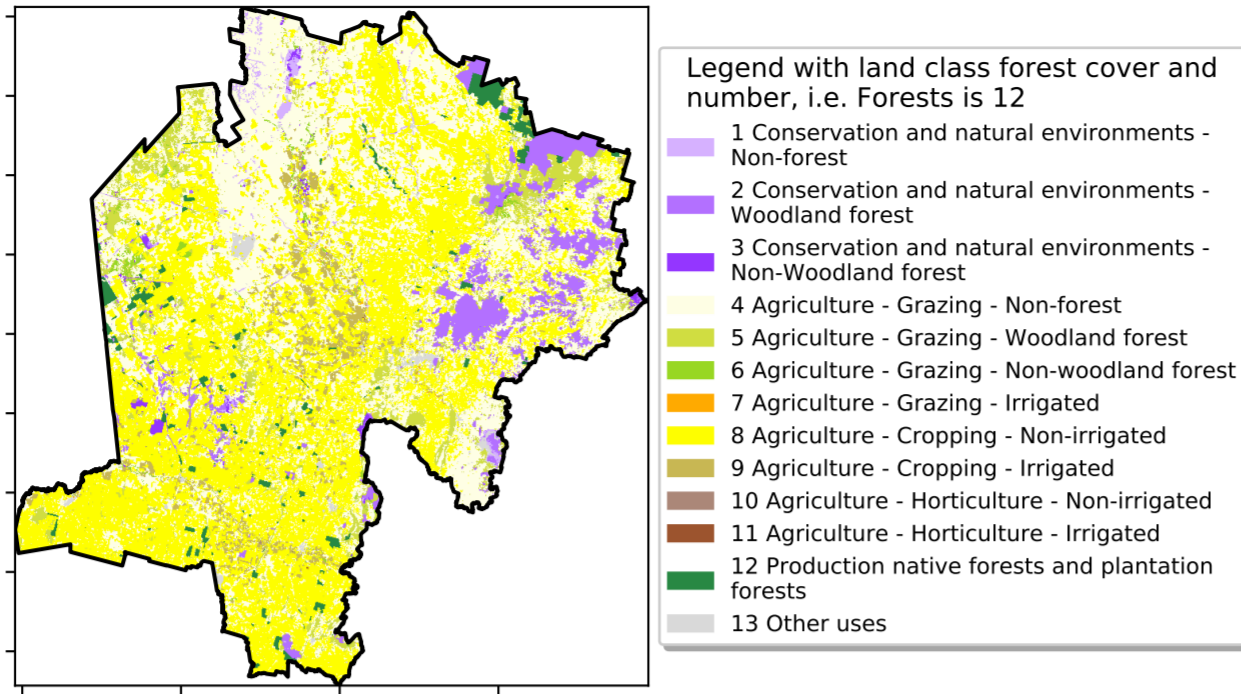 Legend with land class forest cover and
number, i.e. Forests is 12
1 Conservation and natural environments -
Non-forest
2 Conservation and natural environments -
Woodland forest
3 Conservation and natural environments -
Non-Woodland forest
4 Agriculture - Grazing - Non-forest
5 Agriculture - Grazing - Woodland forest
6 Agriculture - Grazing - Non-woodland forest
7 Agriculture - Grazing - Irrigated
8 Agriculture - Cropping - Non-irrigated
9 Agriculture - Cropping - Irrigated
10 Agriculture - Horticulture - Non-irrigated
11 Agriculture - Horticulture - Irrigated
12 Production native forests and plantation
forests
13 Other uses